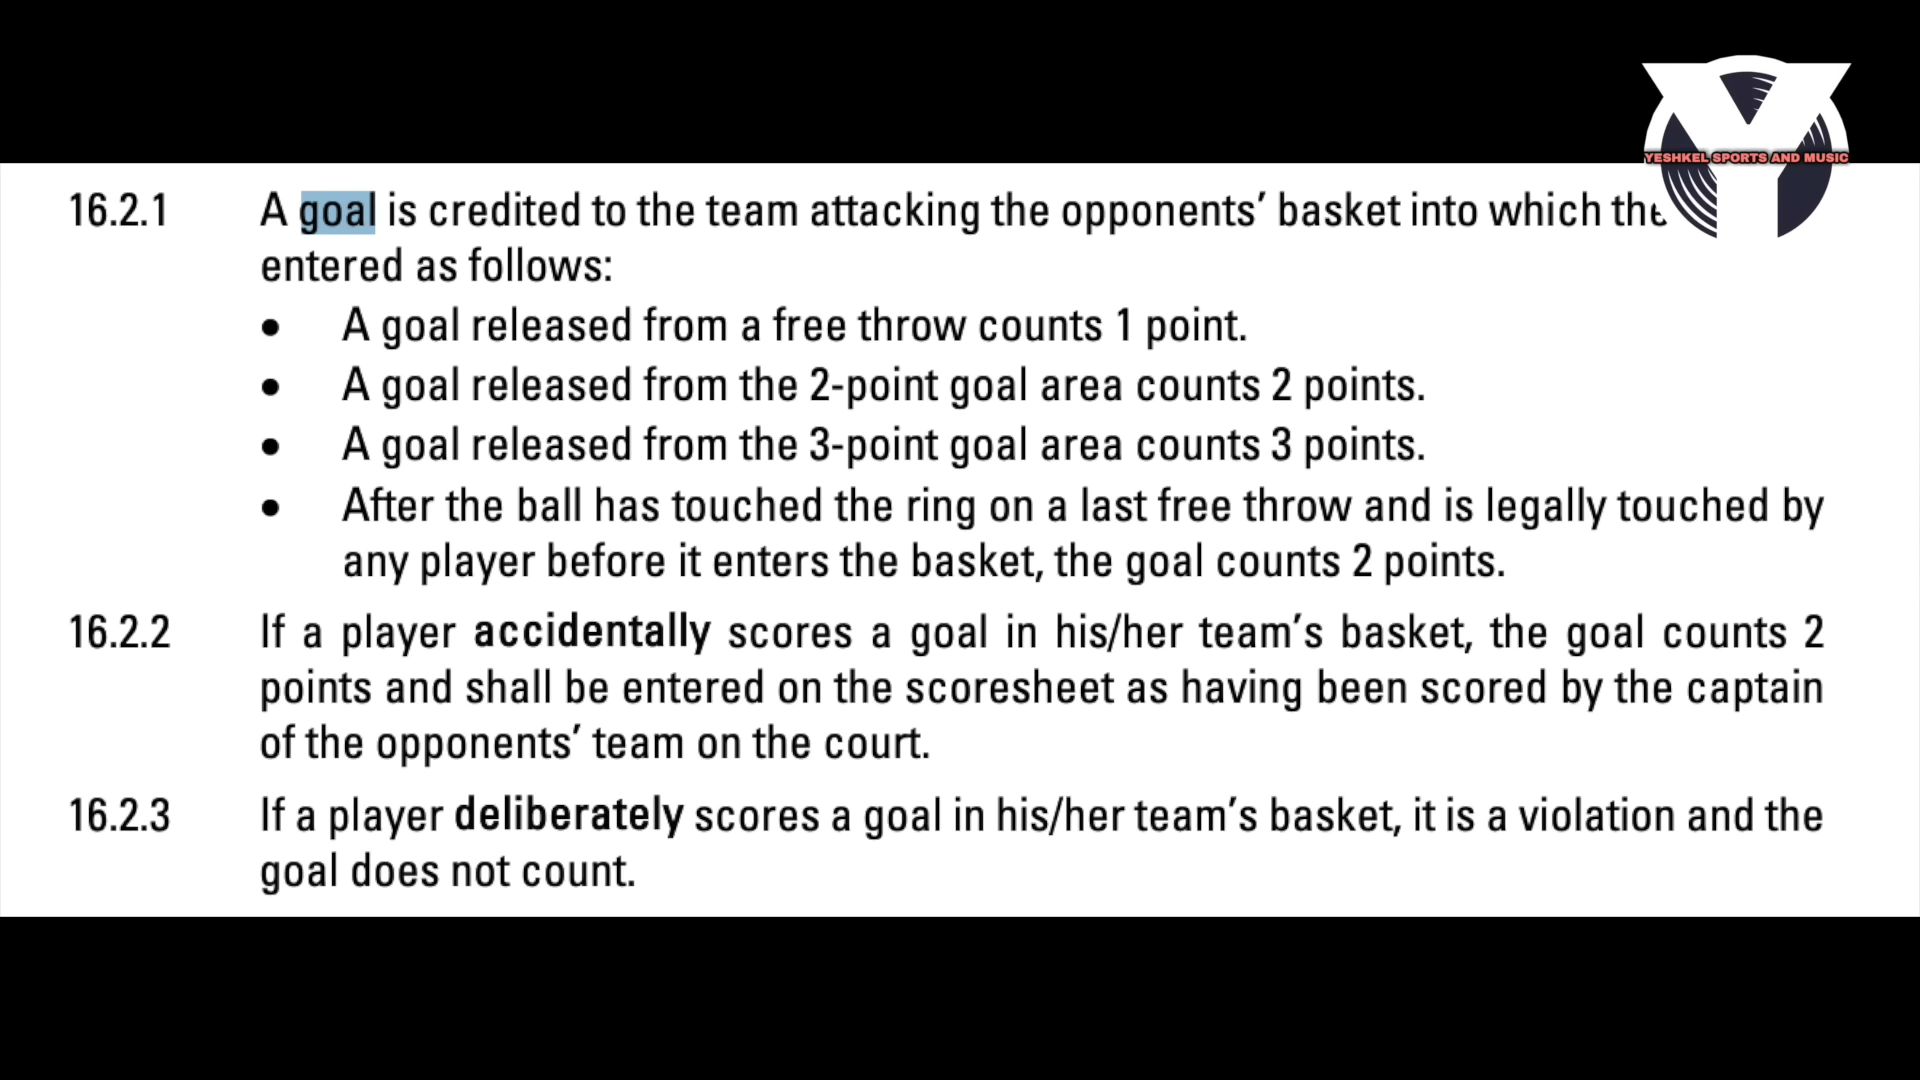 YESHKEL SPORTS AND MUSIC
16.2.1 A goal is credited to the team attacking the opponents’ basket into which the
entered as follows:
• A goal released from a free throw counts 1 point.
• A goal released from the 2-point goal area counts 2 points.
• A goal released from the 3-point goal area counts 3 points.
• After the ball has touched the ring on a last free throw and is legally touched by
any player before it enters the basket, the goal counts 2 points.
16.2.2 If a player accidentally scores a goal in his/her team’s basket, the goal counts 2
points and shall be entered on the scoresheet as having been scored by the captain
of the opponents’ team on the court.
16.2.3 If a player deliberately scores a goal in his/her team’s basket, it is a violation and the
goal does not count.